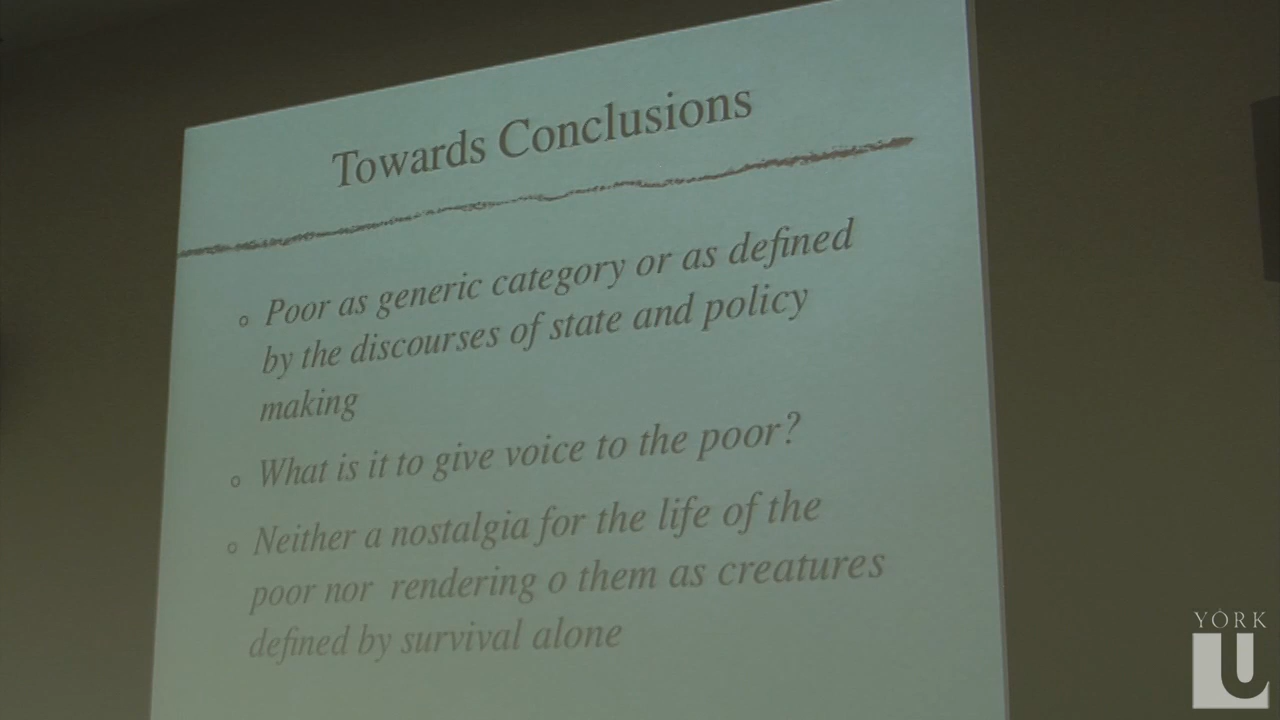 Towards Conclusions
Poor as generic category or as defined
by the discourses of state and policy
making
What is it to give voice to the poor?
Neither a nostalgia for the life of the
poor nor rendering o them as creatures
defined by survival alone
YORK
U